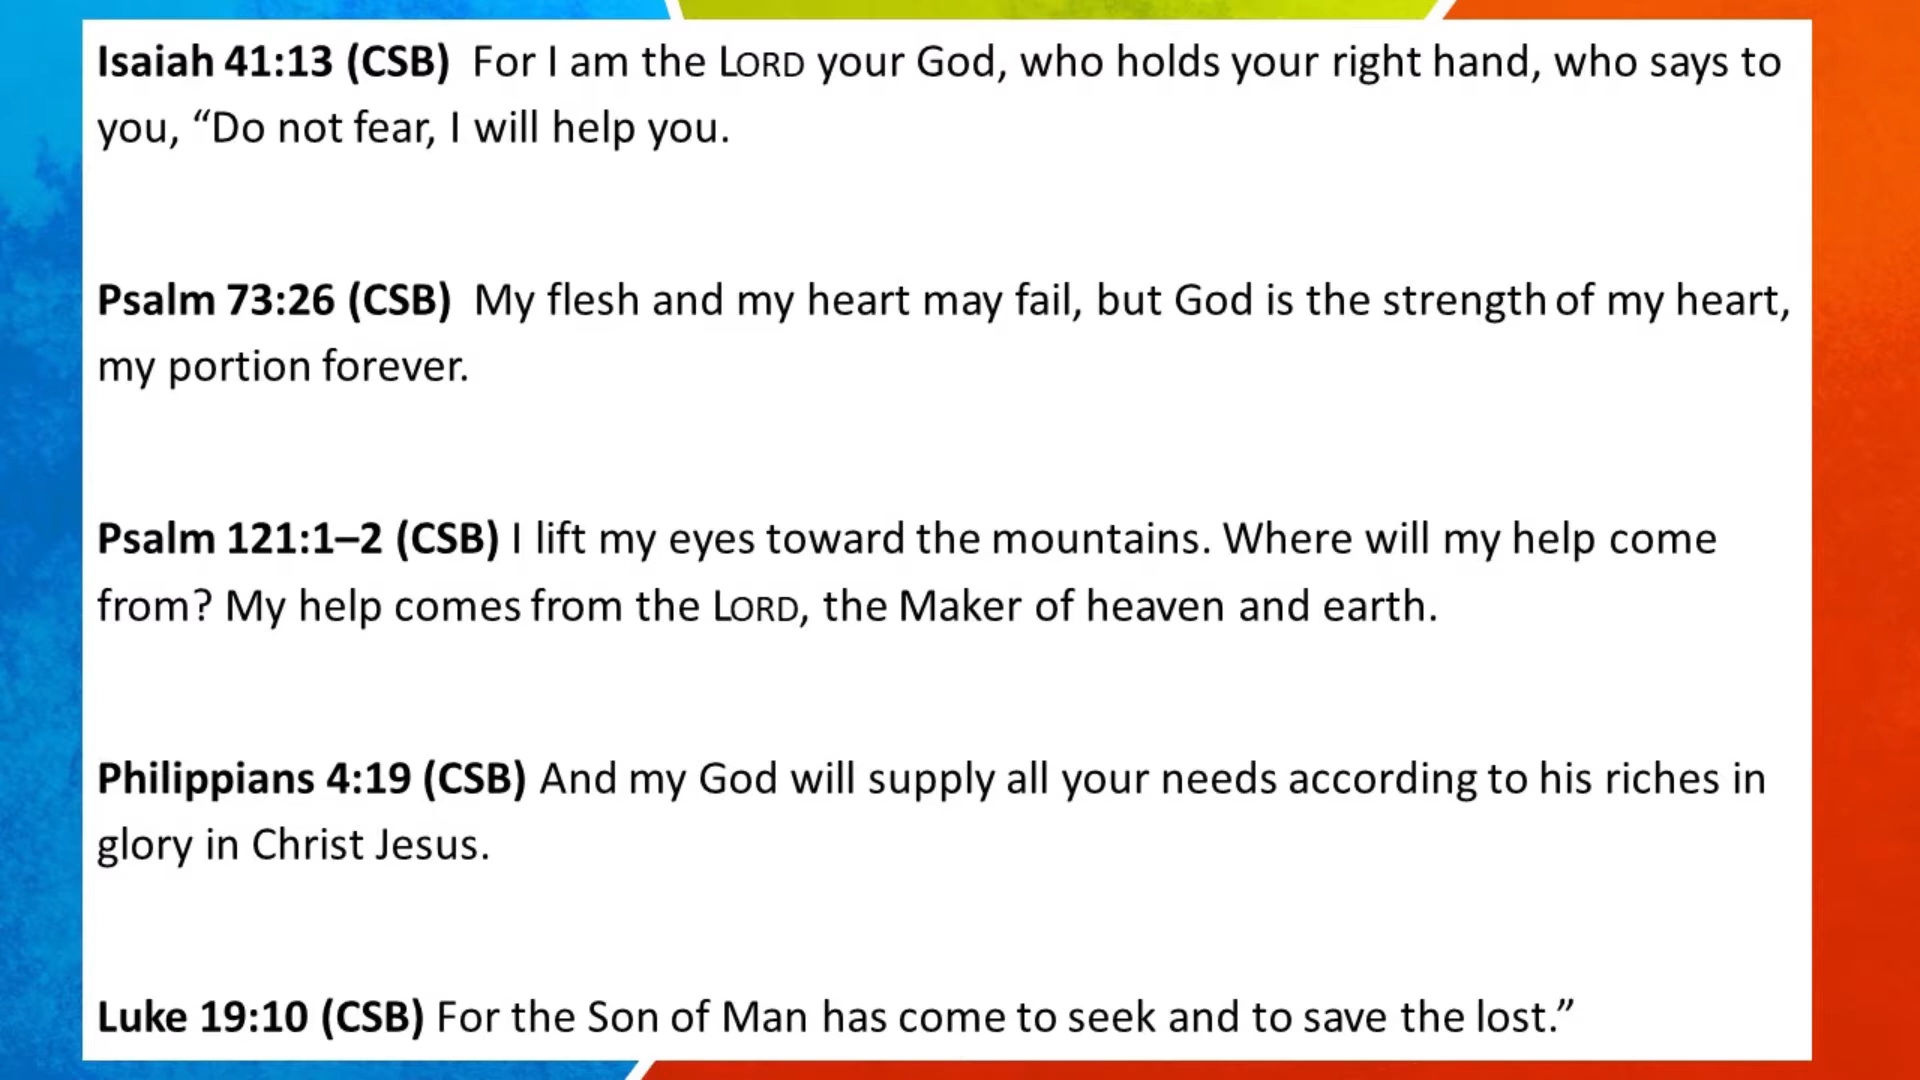 Isaiah 41:13 (CSB)  For I am the LORD your God, who holds your right hand, who says to
you, “Do not fear, I will help you.
Psalm 73:26 (CSB)  My flesh and my heart may fail, but God is the strength of my heart,
my portion forever.
Psalm 121:1–2 (CSB) I lift my eyes toward the mountains. Where will my help come
from? My help comes from the LORD, the Maker of heaven and earth.
Philippians 4:19 (CSB) And my God will supply all your needs according to his riches in
glory in Christ Jesus.
Luke 19:10 (CSB) For the Son of Man has come to seek and to save the lost.”